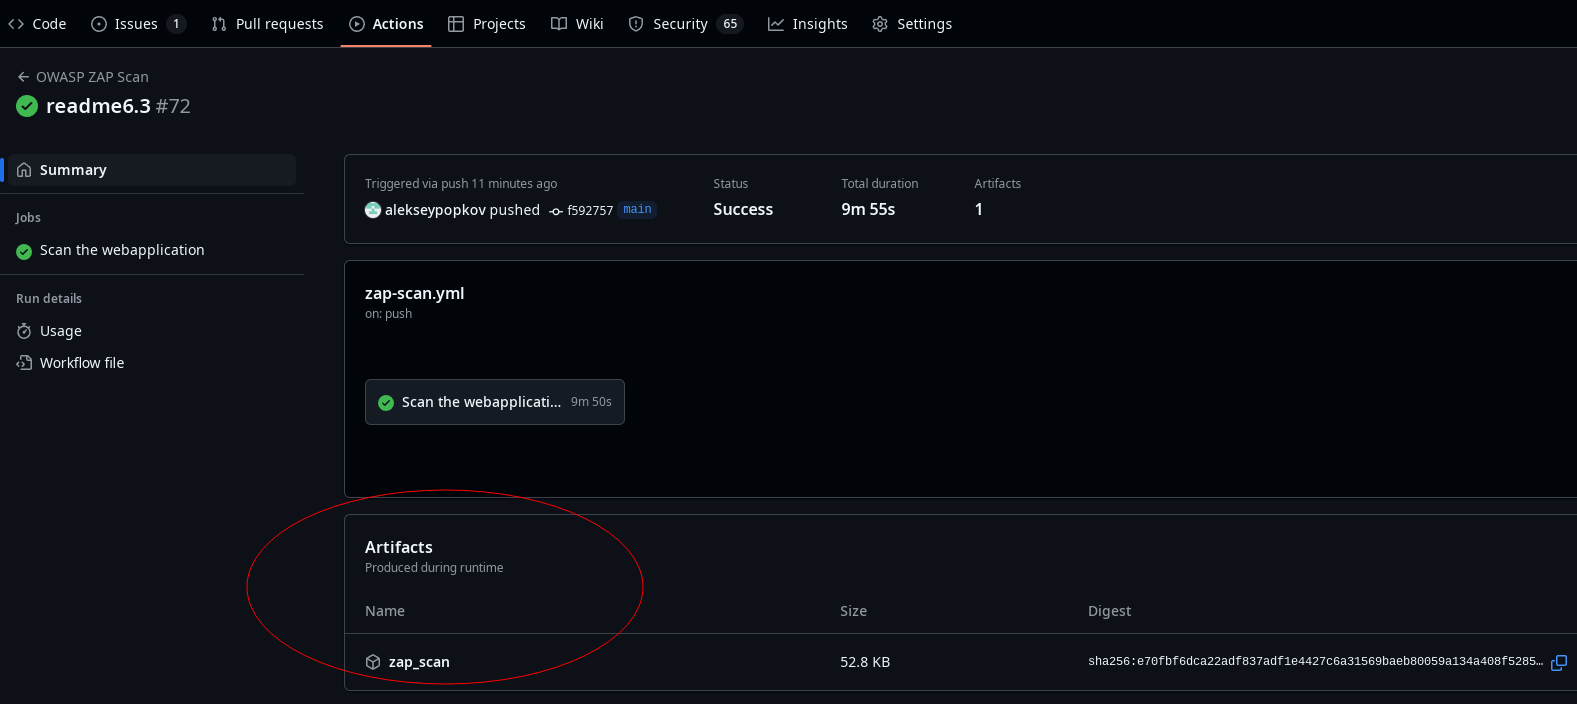 Code Issues 1 Pull requests Actions Projects Wiki Security 65 Insights Settings
OWASP ZAP Scan
readme6.3 #72
Summary
Jobs
Scan the webapplication
Run details
Usage
Workflow file
Triggered via push 11 minutes ago
alekseypopkov pushed f592757 main
Status
Success
Total duration
9m 55s
Artifacts
1
zap-scan.yml
on: push
Scan the webapplicati... 9m 50s
Artifacts
Produced during runtime
Name Size Digest
zap_scan 52.8 KB sha256:e70fbf6dca22adf837adf1e4427c6a31569baeb80059a134a408f5285…